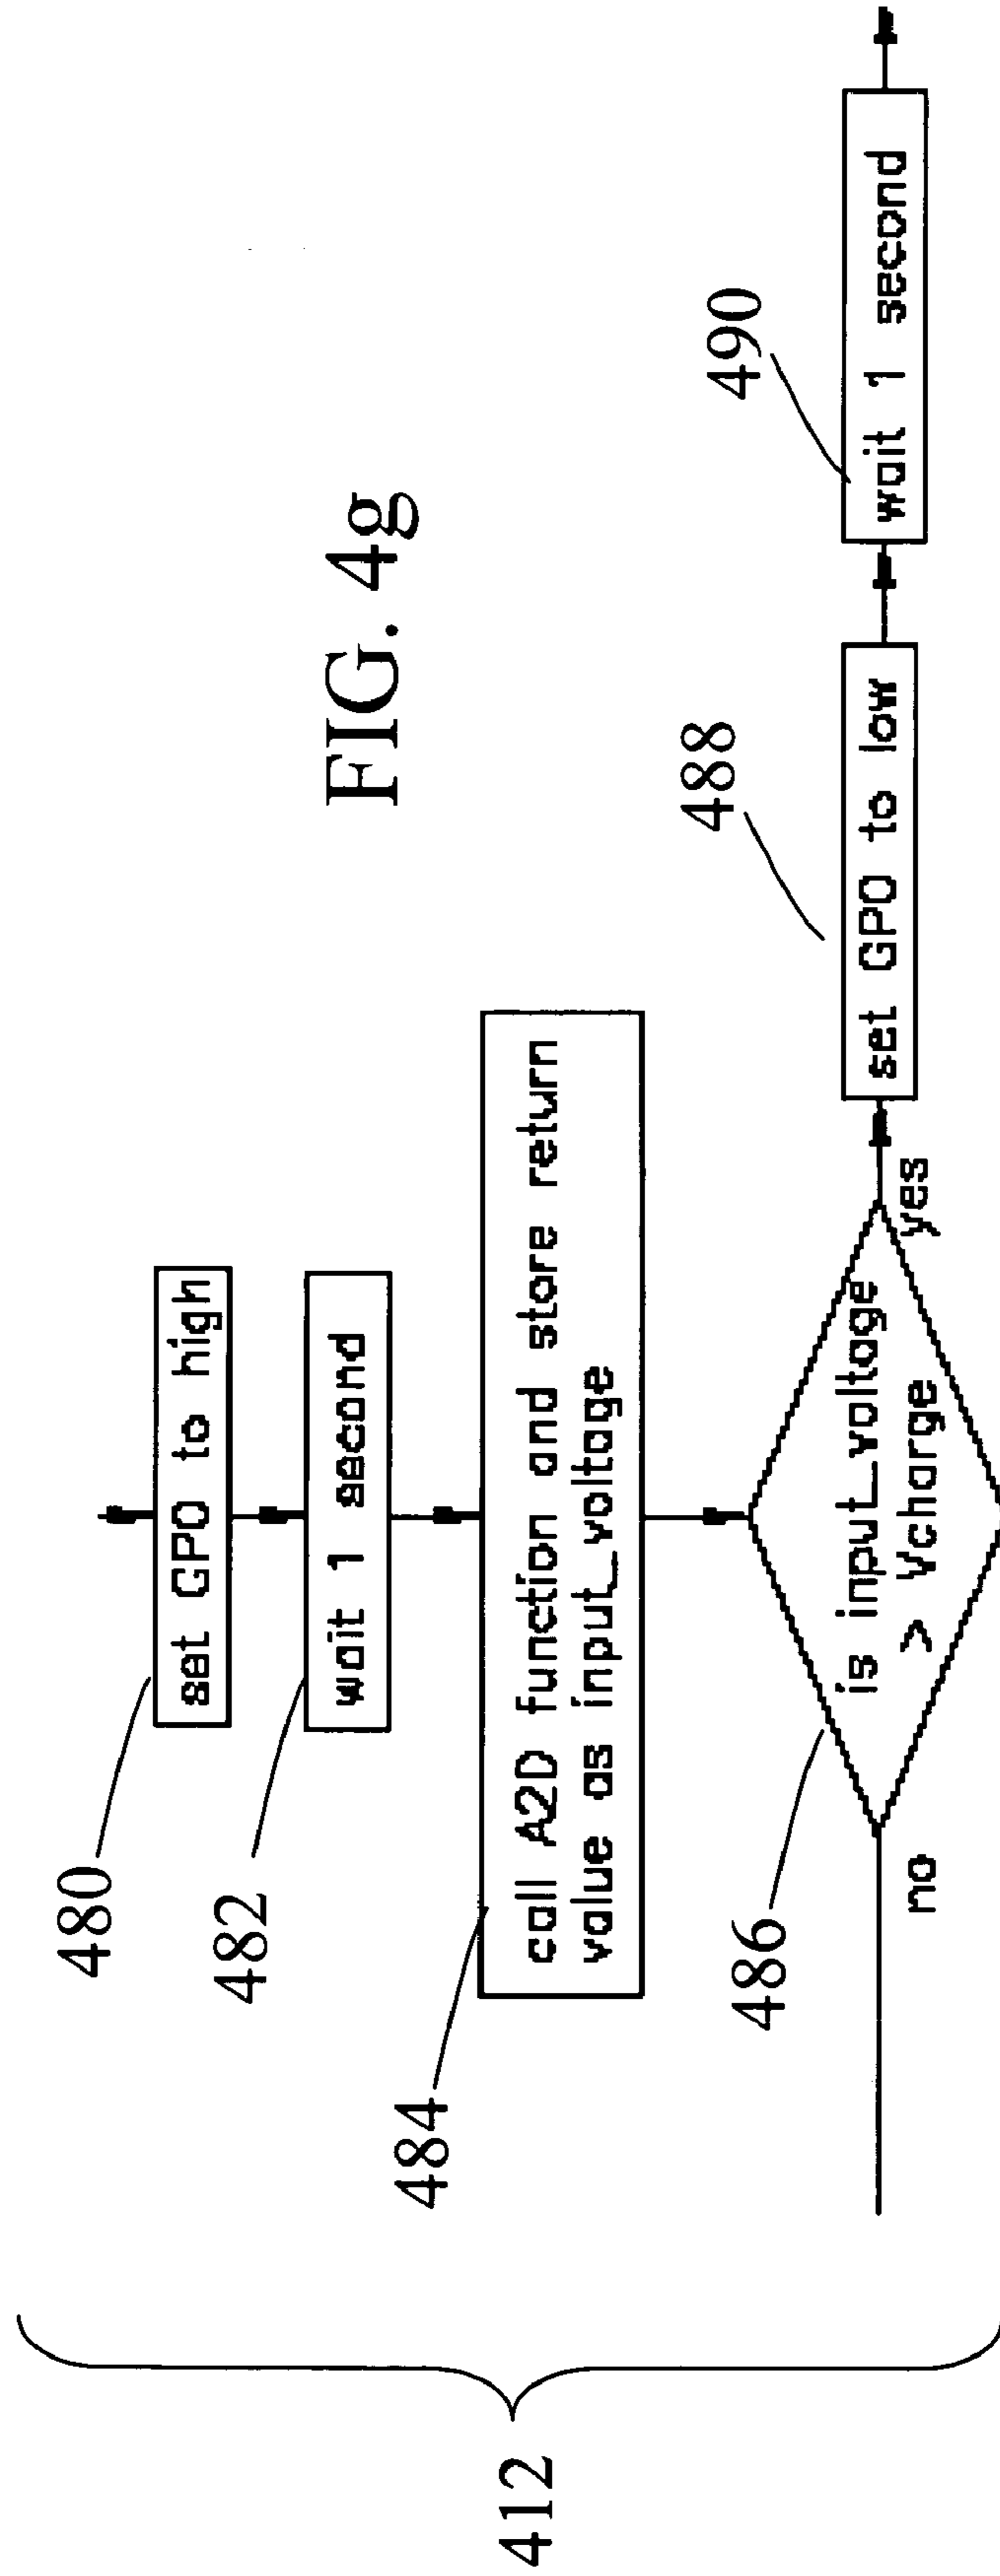 FIG. 4g
412
480
set GPO to high
482
wait 1 second
484
call A2D function and store return
value as input_voltage
486
is input_voltage
> Vcharge
no
yes
488
set GPO to low
490
wait 1 second